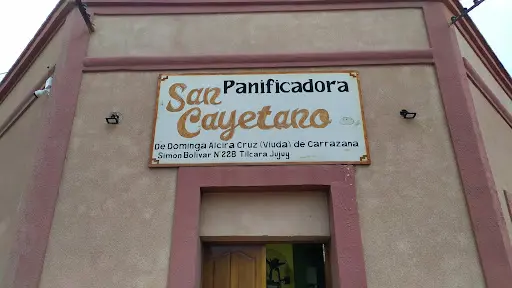 San Panificadora
Cayetano
De Dominga Alcira Cruz (Viuda) de Carrazana
Simon Bolivar N°228 Tilcara Jujuy